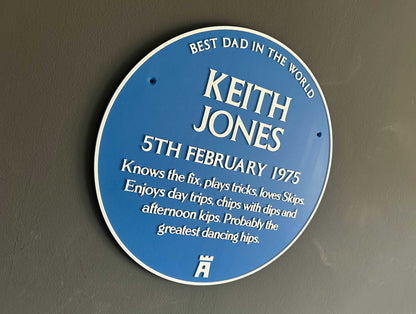 BEST DAD IN THE WORLD
KEITH
JONES
5TH FEBRUARY 1975
Knows the fix, plays tricks, loves Skips.
Enjoys day trips, chips with dips and
afternoon kips. Probably the
greatest dancing hips.